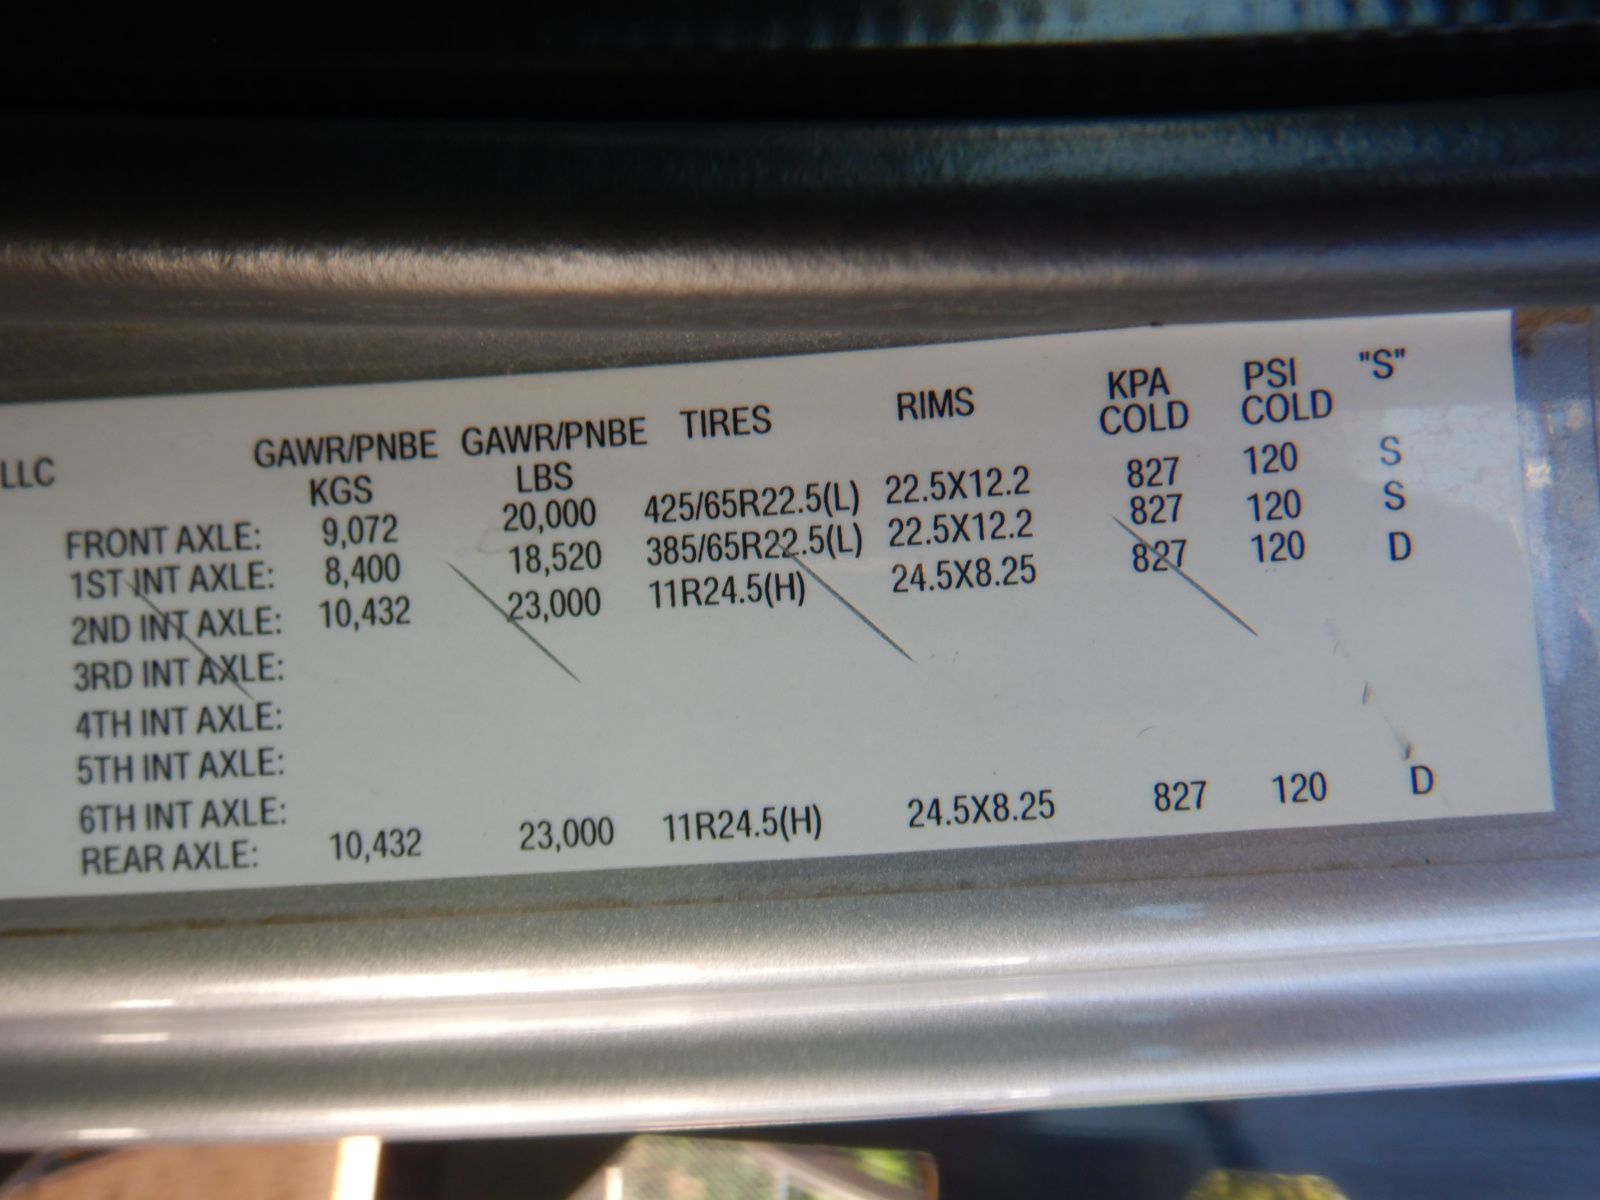 LLC GAWR/PNBE GAWR/PNBE TIRES RIMS KPA PSI "S"
KGS LBS COLD COLD
FRONT AXLE: 9,072 20,000 425/65R22.5(L) 22.5X12.2 827 120 S
1ST INT AXLE: 8,400 18,520 385/65R22.5(L) 22.5X12.2 827 120 S
2ND INT AXLE: 10,432 23,000 11R24.5(H) 24.5X8.25 827 120 D
3RD INT AXLE:
4TH INT AXLE:
5TH INT AXLE:
6TH INT AXLE:
REAR AXLE: 10,432 23,000 11R24.5(H) 24.5X8.25 827 120 D